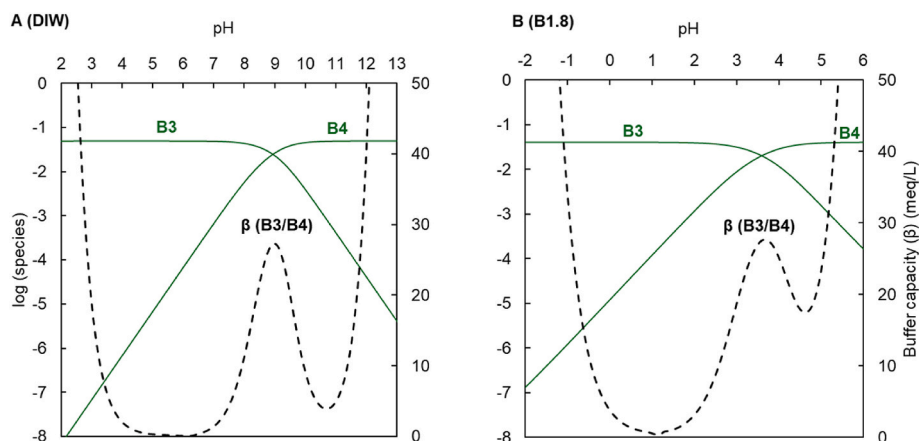 A (DIW)
pH
2 3 4 5 6 7 8 9 10 11 12 13
0
-1
-2
-3
-4
-5
-6
-7
-8
log (species)
B3
B4
β (B3/B4)
50
40
30
20
10
0
B (B1.8)
pH
-2 -1 0 1 2 3 4 5 6
0
-1
-2
-3
-4
-5
-6
-7
-8
B3
B4
β (B3/B4)
50
40
30
20
10
0
Buffer capacity (β) (meq/L)